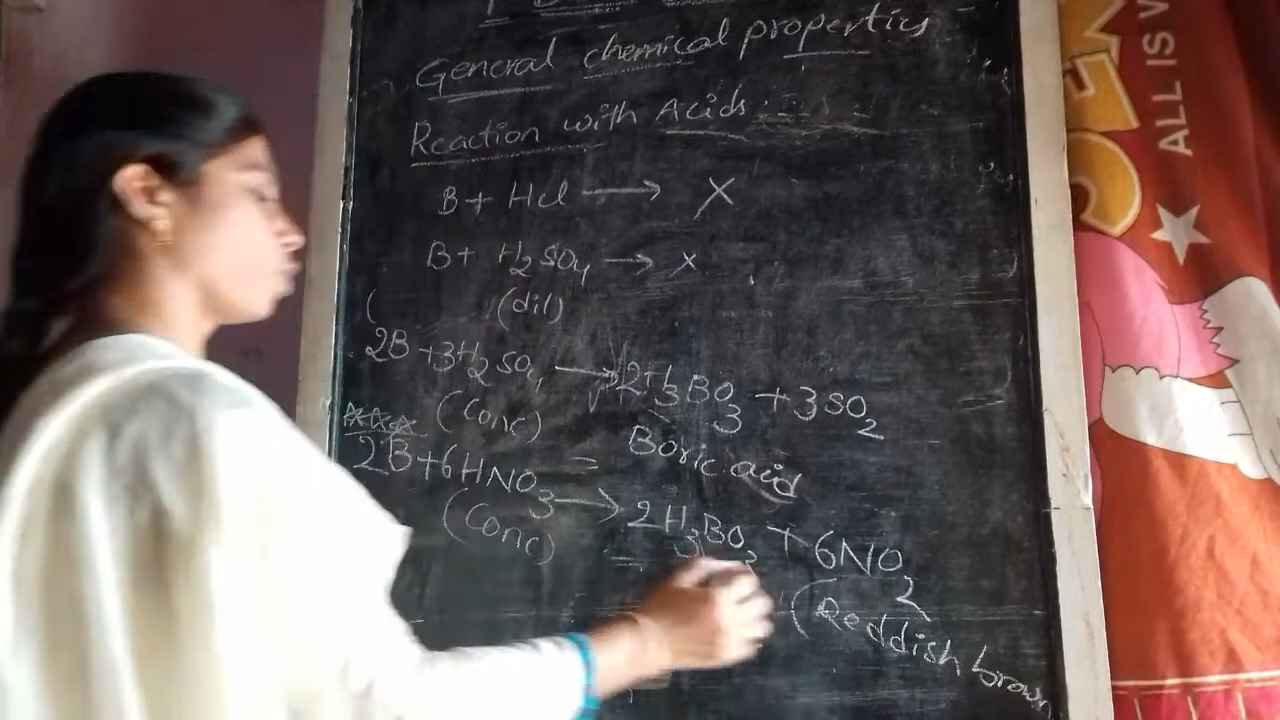 General chemical properties
Reaction with Acids:
B + Hcl → X
B + H2SO4 → x
(dil)
2B + 3H2SO4 → 2H3BO3 + 3SO2
(Conc)
Boric acid
2B + 6HNO3 → 2H3BO3 + 6NO2
(Conc)
(Reddish brown
ALL IS